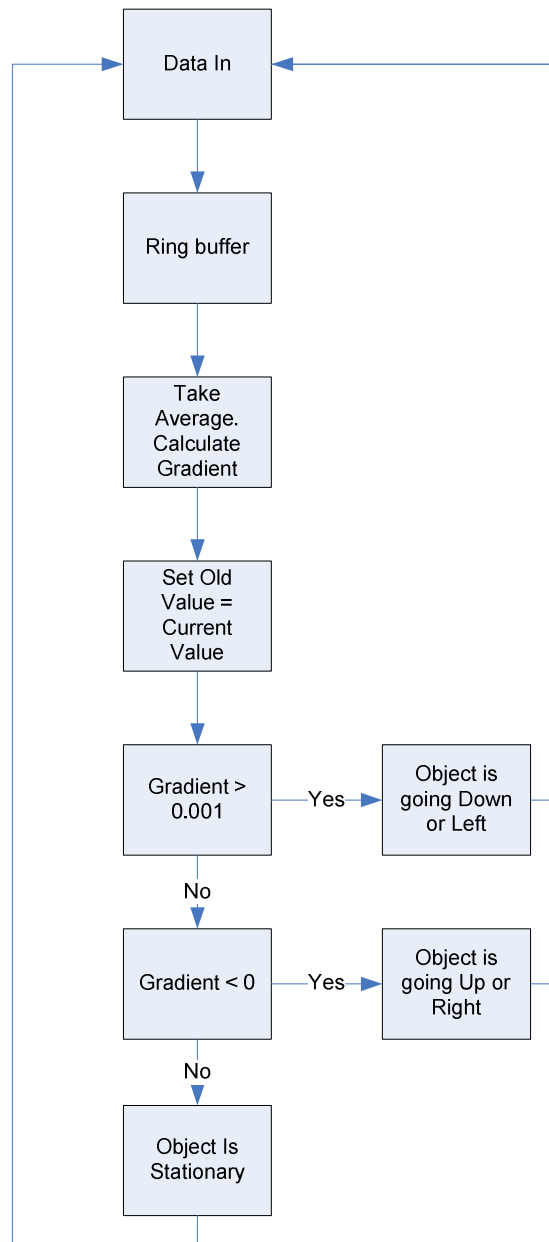 Data In
Ring buffer
Take
Average.
Calculate
Gradient
Set Old
Value =
Current
Value
Gradient >
0.001
Yes
Object is
going Down
or Left
No
Gradient < 0
Yes
Object is
going Up or
Right
No
Object Is
Stationary